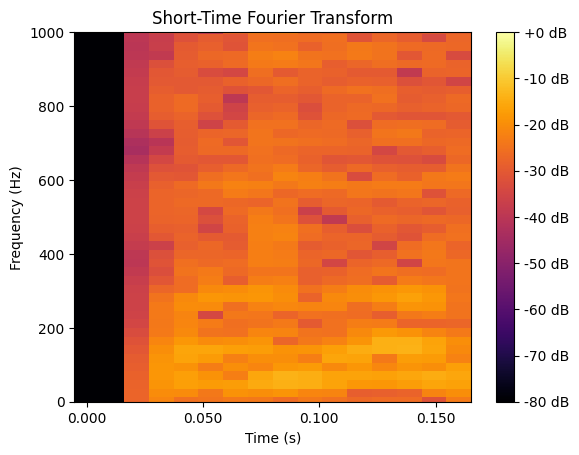 Short-Time Fourier Transform
Frequency (Hz)
1000
800
600
400
200
0
0.000
0.050
0.100
0.150
Time (s)
+0 dB
-10 dB
-20 dB
-30 dB
-40 dB
-50 dB
-60 dB
-70 dB
-80 dB